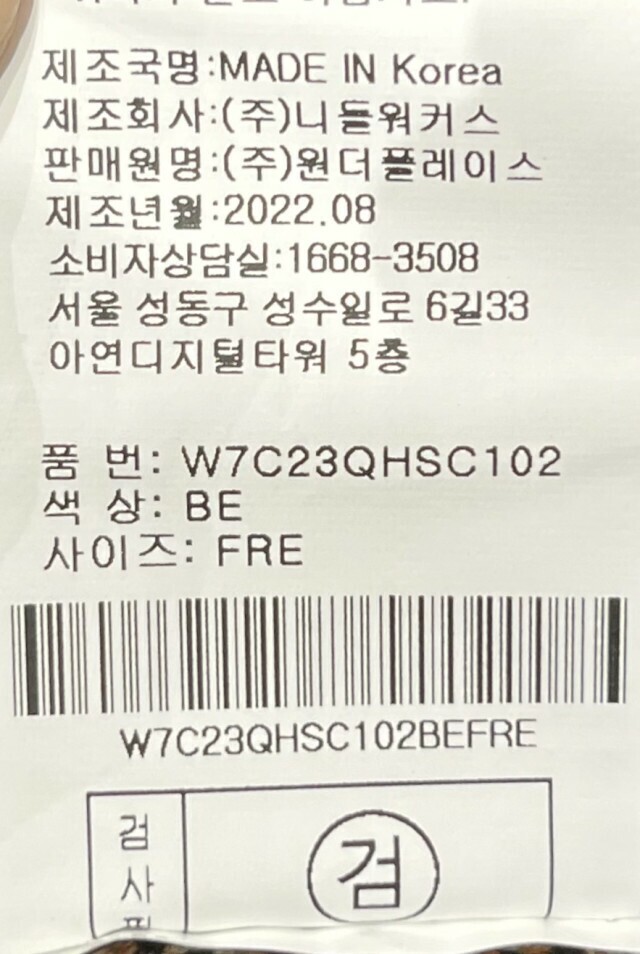 제조국명:MADE IN Korea
제조회사:(주)니들워커스
판매원명:(주)원더플레이스
제조년월:2022.08
소비자상담실:1668-3508
서울 성동구 성수일로 6길33
아연디지털타워 5층
품 번: W7C23QHSC102
색 상: BE
사이즈: FRE
W7C23QHSC102BEFRE
검
사
검